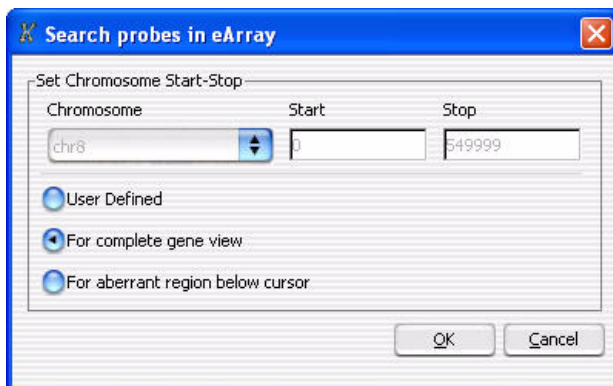 Search probes in eArray
Set Chromosome Start-Stop
Chromosome Start Stop
chr8 0 549999
User Defined
For complete gene view
For aberrant region below cursor
OK Cancel